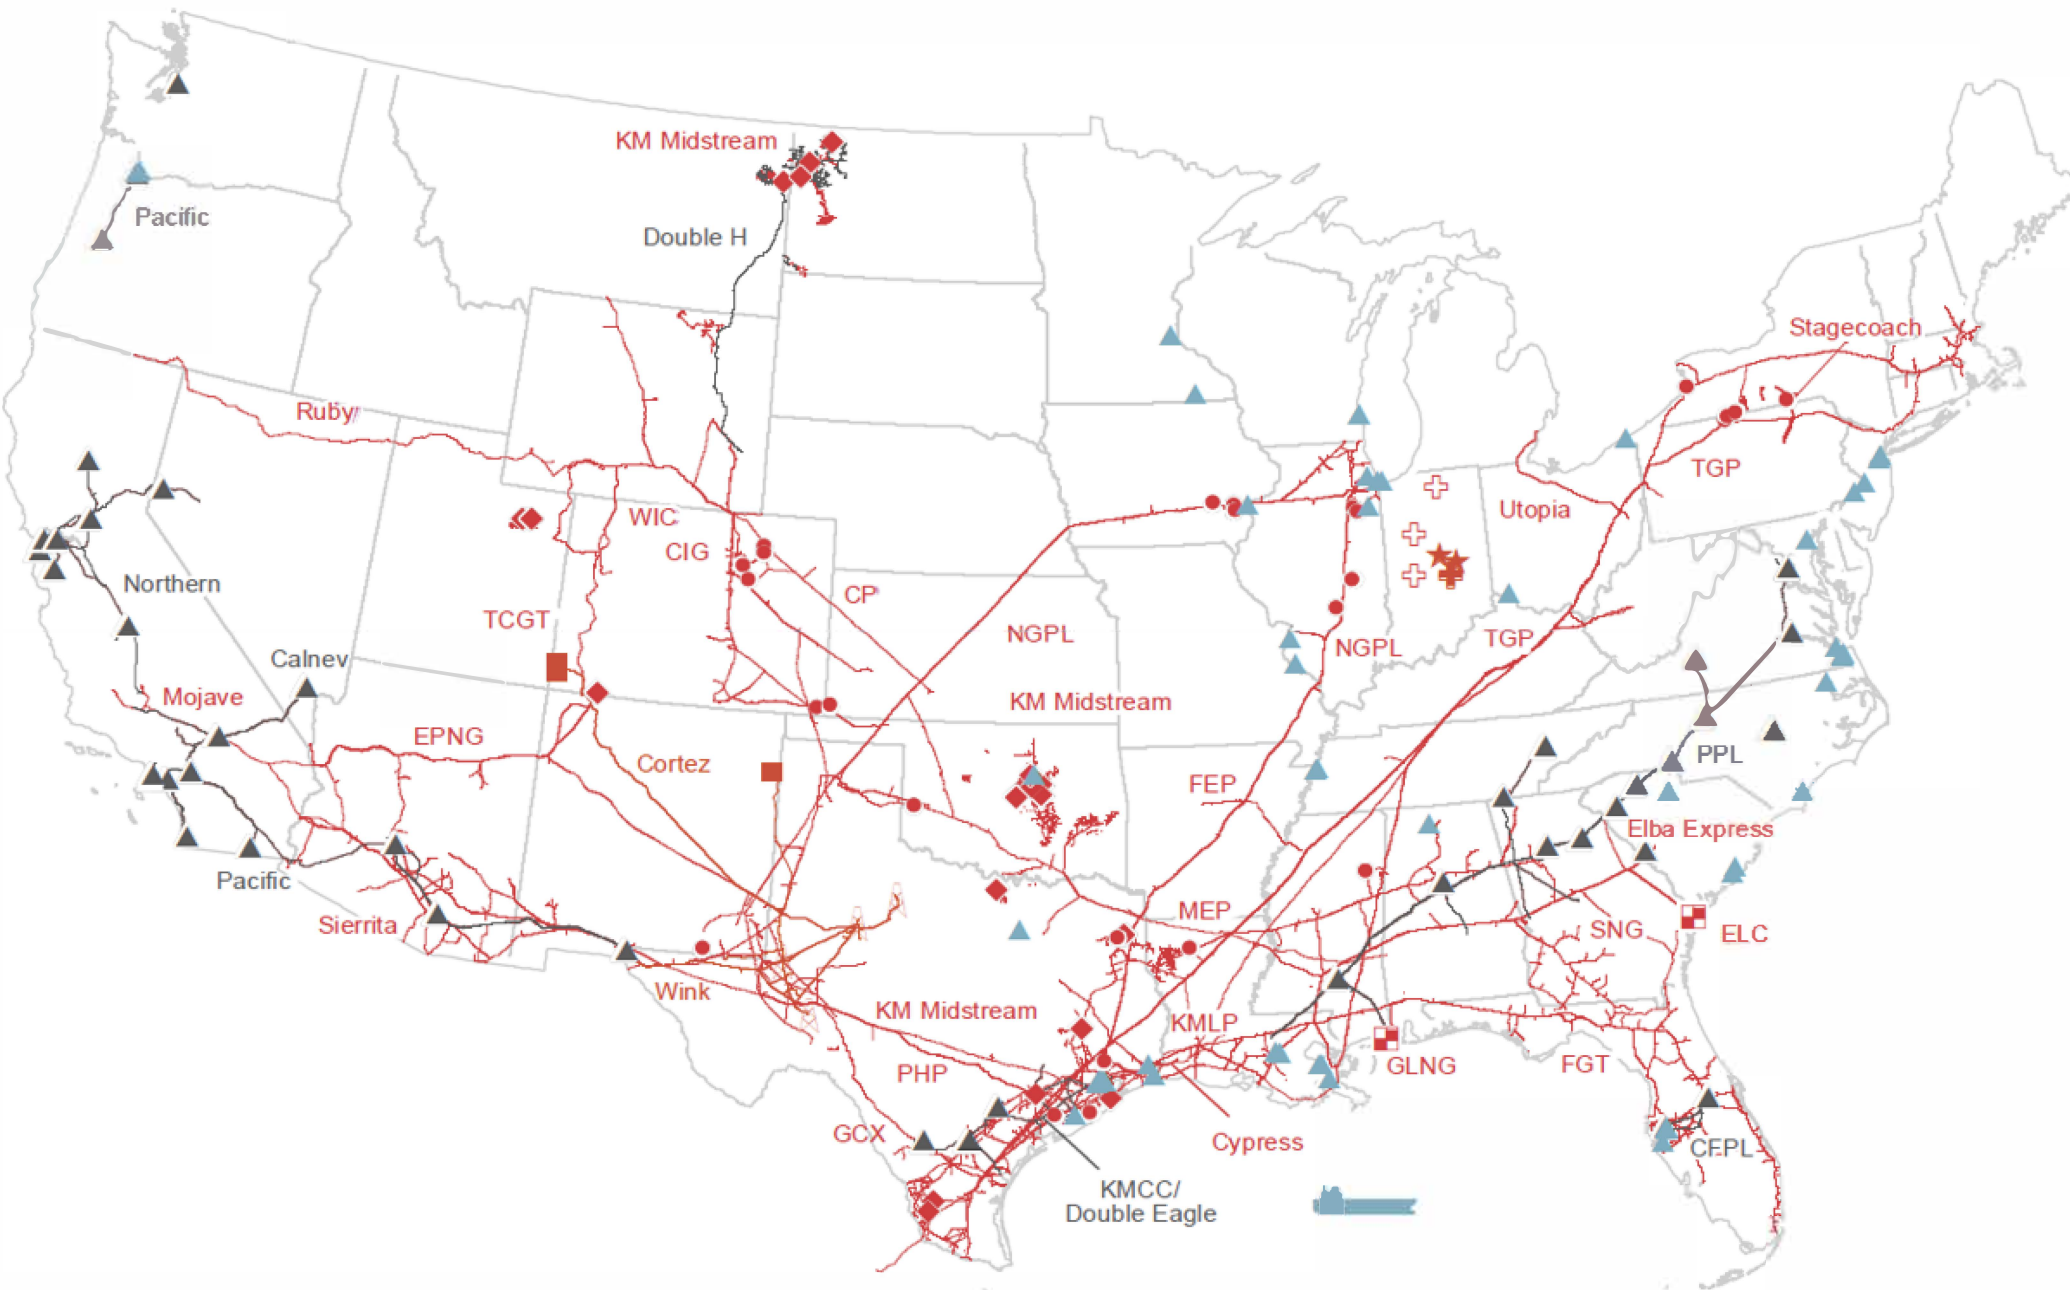 KM Midstream
Pacific
Double H
Stagecoach
Ruby
TGP
WIC
Utopia
CIG
Northern
CP
TCGT
NGPL
NGPL
TGP
Calnev
Mojave
KM Midstream
EPNG
Cortez
PPL
FEP
Elba Express
Pacific
MEP
Sierrita
SNG
ELC
Wink
KM Midstream
KMLP
GLNG
FGT
PHP
GCX
Cypress
CFPL
KMCC/
Double Eagle